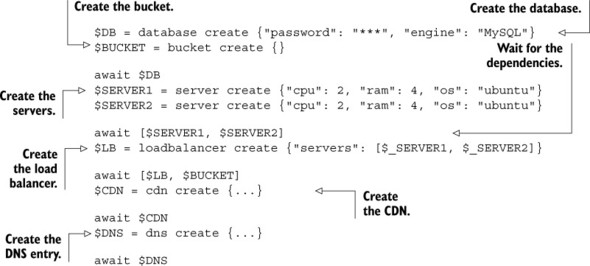 Create the bucket.
Create the database.
$DB = database create {"password": "***", "engine": "MySQL"}
$BUCKET = bucket create {}
Wait for the
dependencies.
await $DB
Create the
servers.
$SERVER1 = server create {"cpu": 2, "ram": 4, "os": "ubuntu"}
$SERVER2 = server create {"cpu": 2, "ram": 4, "os": "ubuntu"}
await [$SERVER1, $SERVER2]
Create
the load
balancer.
$LB = loadbalancer create {"servers": [$_SERVER1, $_SERVER2]}
await [$LB, $BUCKET]
$CDN = cdn create {...}
Create
the CDN.
await $CDN
Create the
DNS entry.
$DNS = dns create {...}
await $DNS